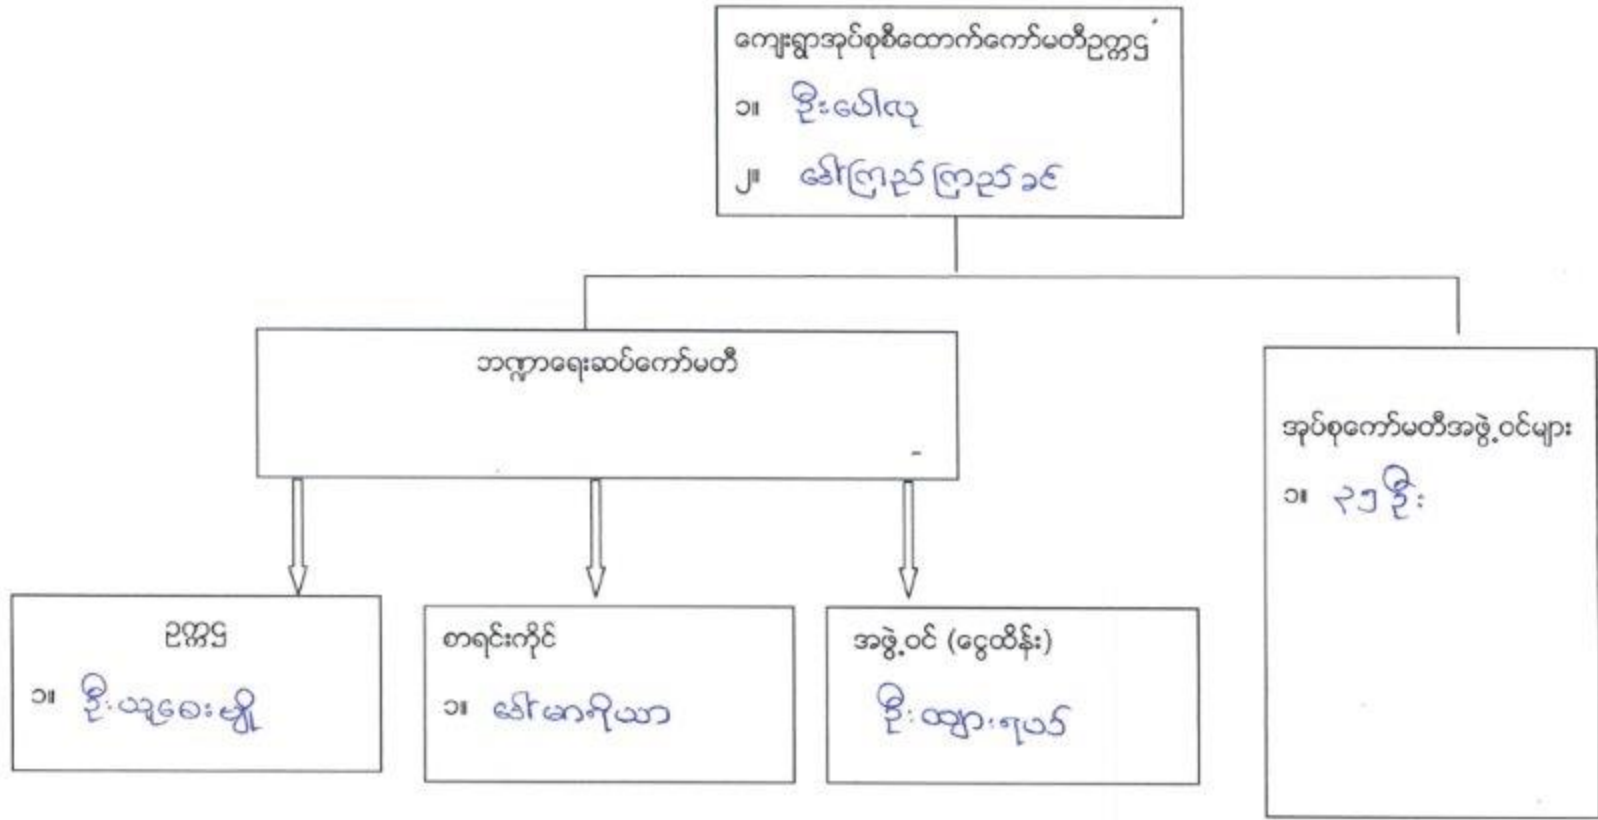 ကျေးရွာအုပ်စုစီထောက်ကော်မတီဥက္ကဋ္ဌ
၁။ ဦးပေါလု
၂။ ဒေါ်ကြည်ကြည်ခင်
ဘဏ္ဍာရေးဆပ်ကော်မတီ
အုပ်စုကော်မတီအဖွဲ့ဝင်များ
၁။ ၃၅ ဦး
ဥက္ကဌ
၁။ ဦးယုဒေးမျိုး
စာရင်းကိုင်
၁။ ဒေါ်မာရိယာ
အဖွဲ့ဝင် (ငွေထိန်း)
ဦးထျားရယ်